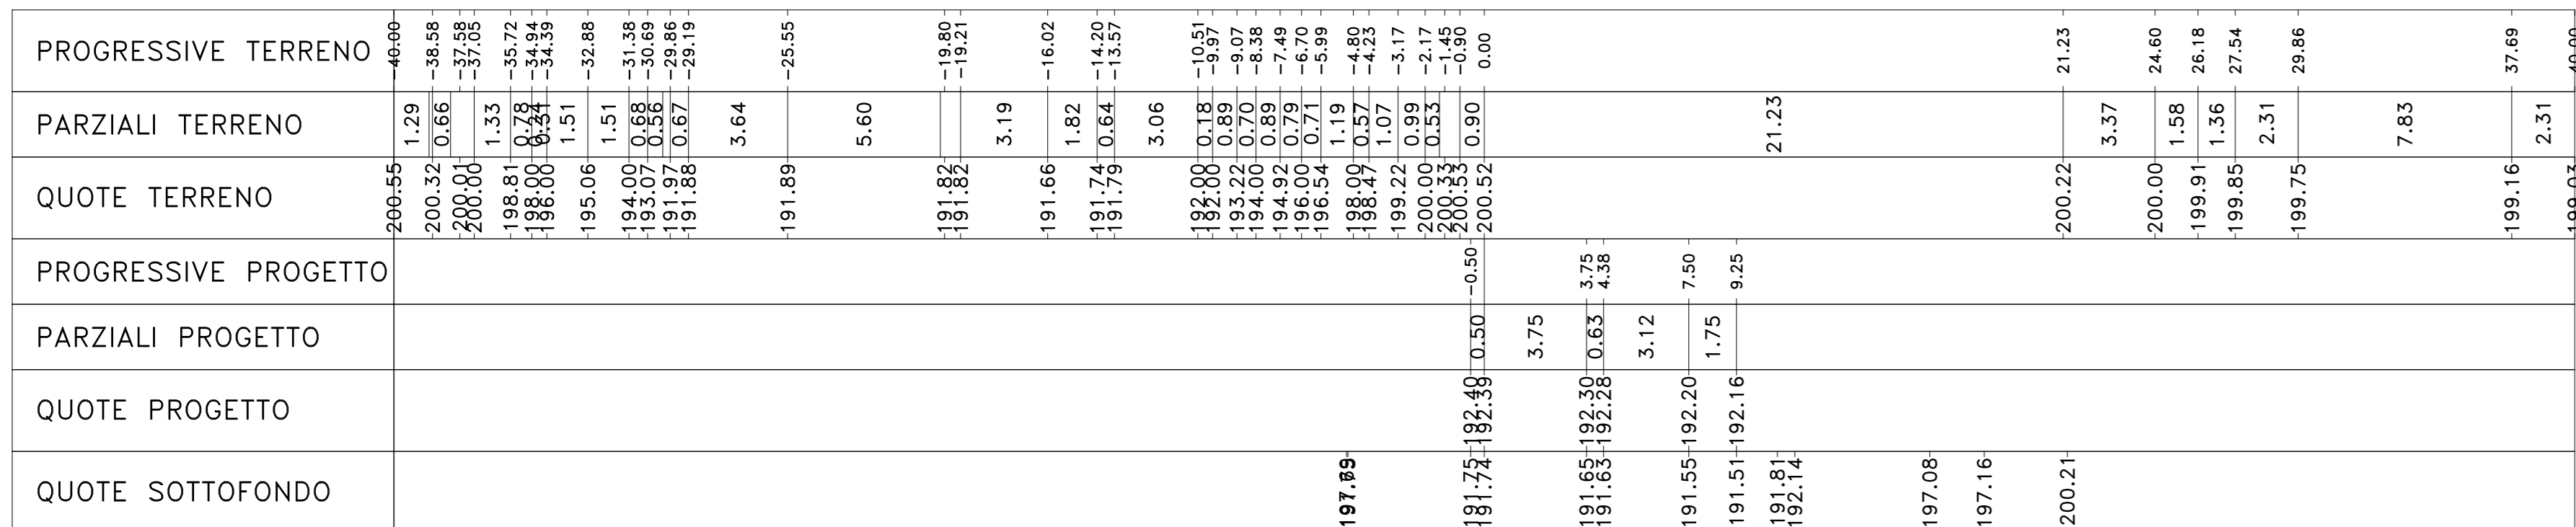 PROGRESSIVE TERRENO -40.00 -38.58 -37.58 -37.05 -35.72 -34.94 -34.39 -32.88 -31.38 -30.69 -29.86 -29.19 -25.55 -19.80 -19.21 -16.02 -14.20 -13.57 -10.51 -9.97 -9.07 -8.38 -7.49 -6.70 -5.99 -4.80 -4.23 -3.17 -2.17 -1.45 -0.90 0.00 21.23 24.60 26.18 27.54 29.86 37.69 40.00
PARZIALI TERRENO 1.29 0.66 1.33 0.78 0.24 0.31 1.51 1.51 0.68 0.56 0.67 3.64 5.60 3.19 1.82 0.64 3.06 0.18 0.89 0.70 0.89 0.79 0.71 1.19 0.57 1.07 0.99 0.53 0.90 21.23 3.37 1.58 1.36 2.31 7.83 2.31
QUOTE TERRENO 200.55 200.32 200.01 200.00 198.81 198.00 196.00 195.06 194.00 193.07 191.97 191.88 191.89 191.82 191.82 191.66 191.74 191.79 192.00 192.00 193.22 194.00 194.92 196.00 196.54 198.00 198.47 199.22 200.00 200.33 200.53 200.52 200.22 200.00 199.91 199.85 199.75 199.16
PROGRESSIVE PROGETTO -0.50 3.75 4.38 7.50 9.25
PARZIALI PROGETTO 0.50 3.75 0.63 3.12 1.75
QUOTE PROGETTO 192.40 192.39 192.30 192.28 192.20 192.16
QUOTE SOTTOFONDO 191.75 191.74 191.65 191.63 191.55 191.51 191.81 192.14 197.08 197.16 200.21